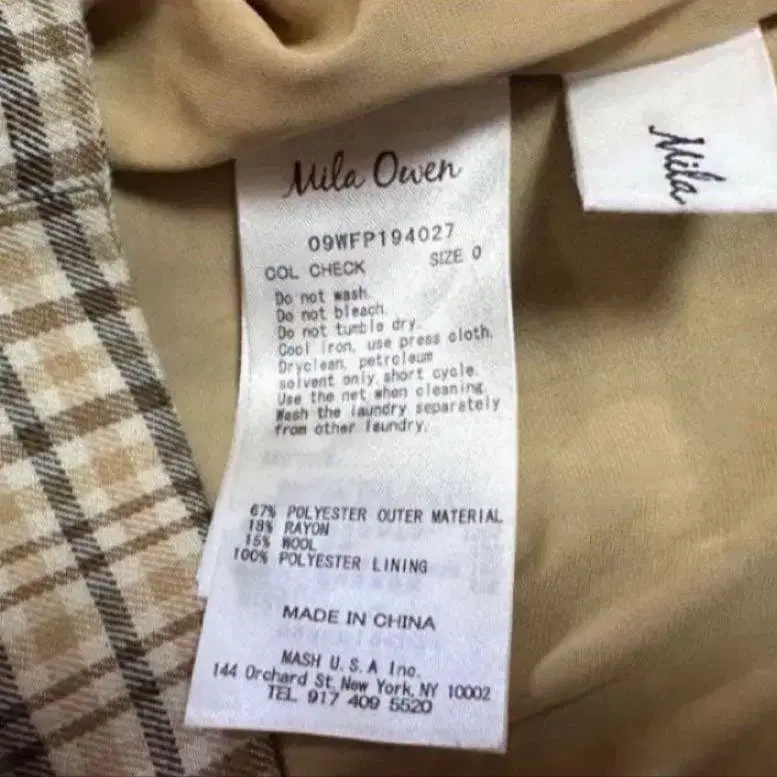 Mila Owen
Mila
09WFP194027
COL CHECK SIZE 0
Do not wash.
Do not bleach.
Do not tumble dry.
Cool iron, use press cloth.
Dryclean, petroleum
solvent only, short cycle.
Use the net when cleaning.
Wash the laundry separately
from other laundry.
67% POLYESTER OUTER MATERIAL
18% RAYON
15% WOOL
100% POLYESTER LINING
MADE IN CHINA
MASH U.S.A Inc.
144 Orchard St. New York, NY 10002
TEL 917 409 5520